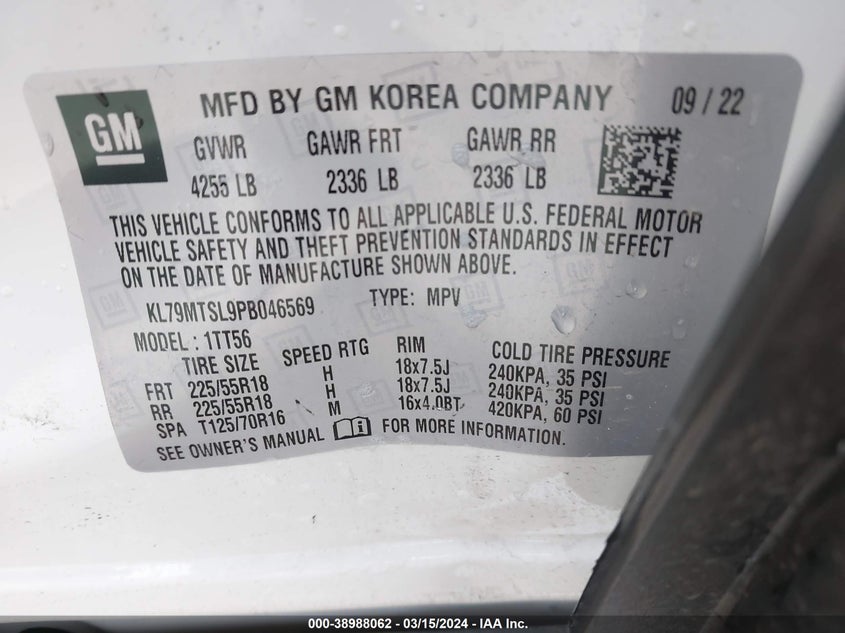 GM
MFD BY GM KOREA COMPANY 09 / 22
GVWR GAWR FRT GAWR RR
4255 LB 2336 LB 2336 LB
THIS VEHICLE CONFORMS TO ALL APPLICABLE U.S. FEDERAL MOTOR
VEHICLE SAFETY AND THEFT PREVENTION STANDARDS IN EFFECT
ON THE DATE OF MANUFACTURE SHOWN ABOVE.
KL79MTSL9PB046569 TYPE: MPV
MODEL: 1TT56
TIRE SIZE SPEED RTG RIM COLD TIRE PRESSURE
FRT 225/55R18 H 18x7.5J 240KPA, 35 PSI
RR 225/55R18 H 18x7.5J 240KPA, 35 PSI
SPA T125/70R16 M 16x4.0BT 420KPA, 60 PSI
SEE OWNER'S MANUAL FOR MORE INFORMATION.
000-38988062 / 03/15/2024 / IAA Inc.